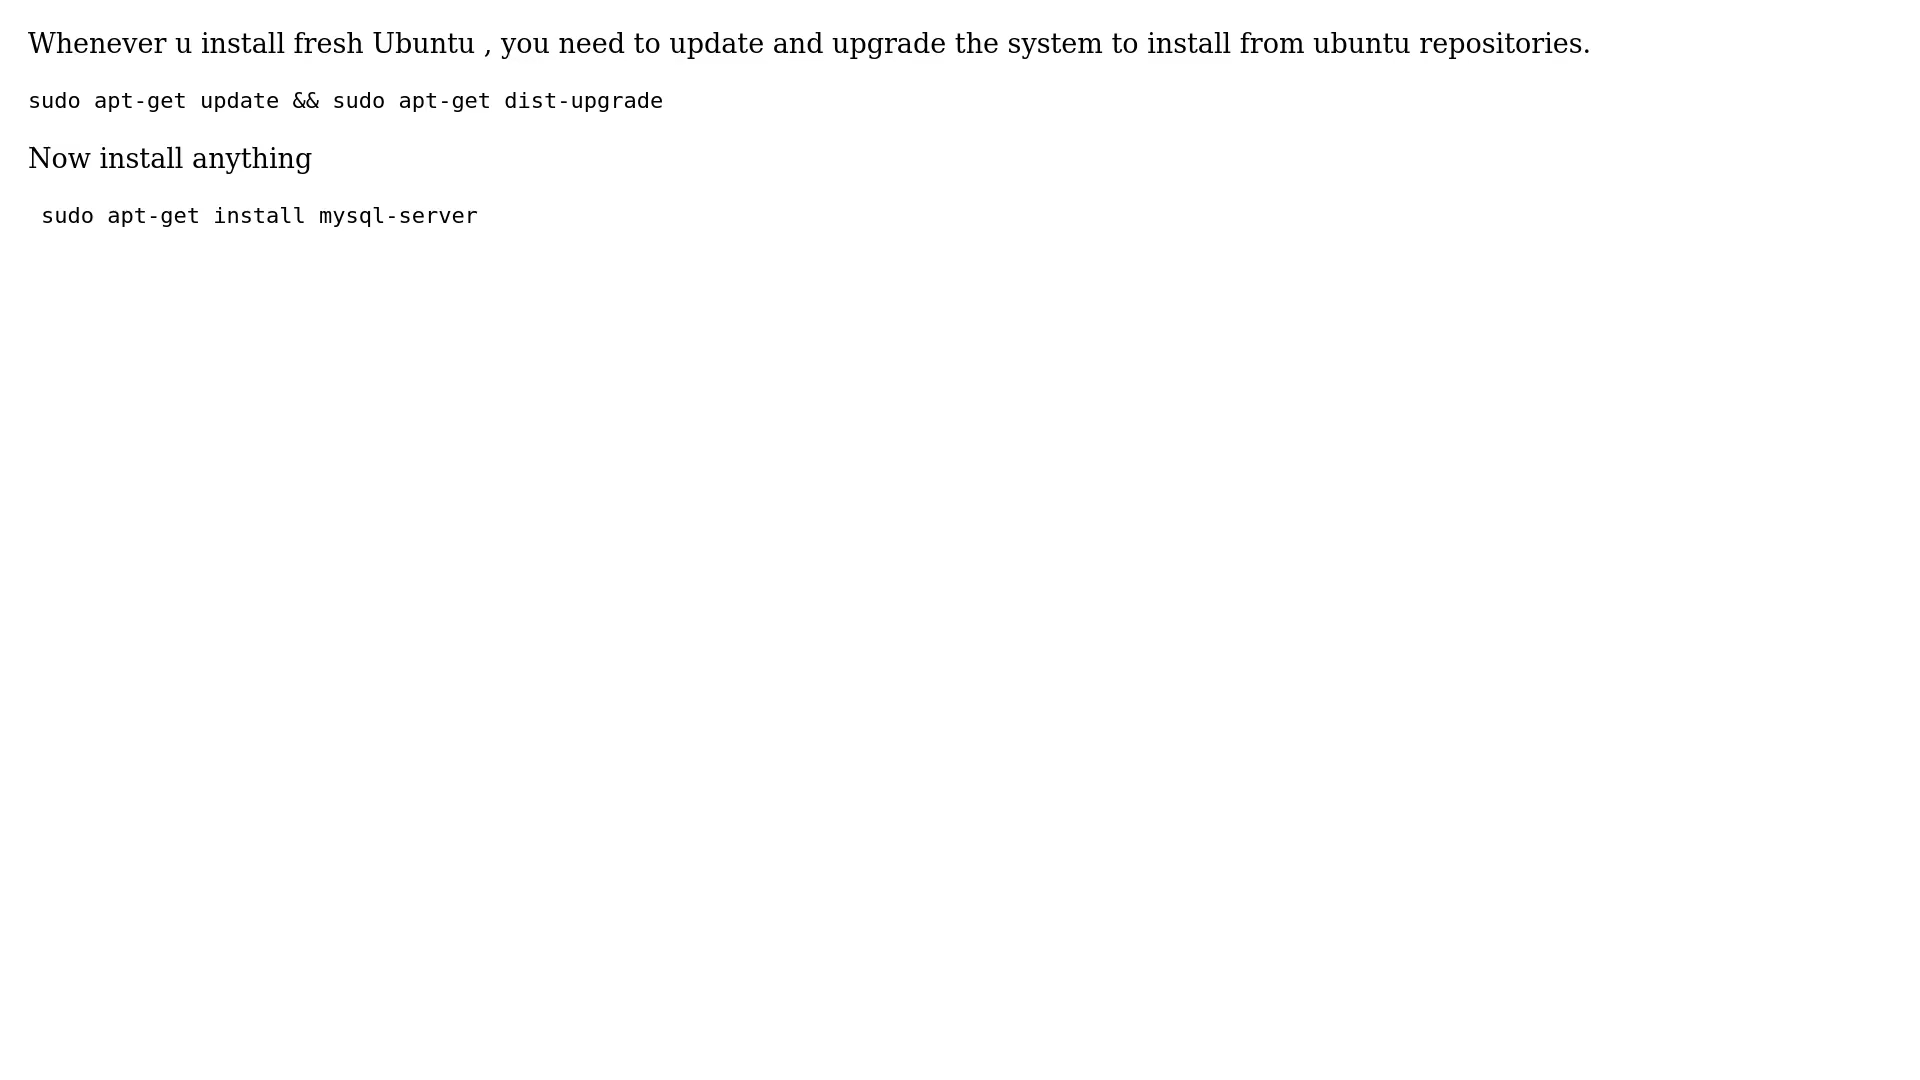 Whenever u install fresh Ubuntu , you need to update and upgrade the system to install from ubuntu repositories.
sudo apt-get update && sudo apt-get dist-upgrade
Now install anything
sudo apt-get install mysql-server